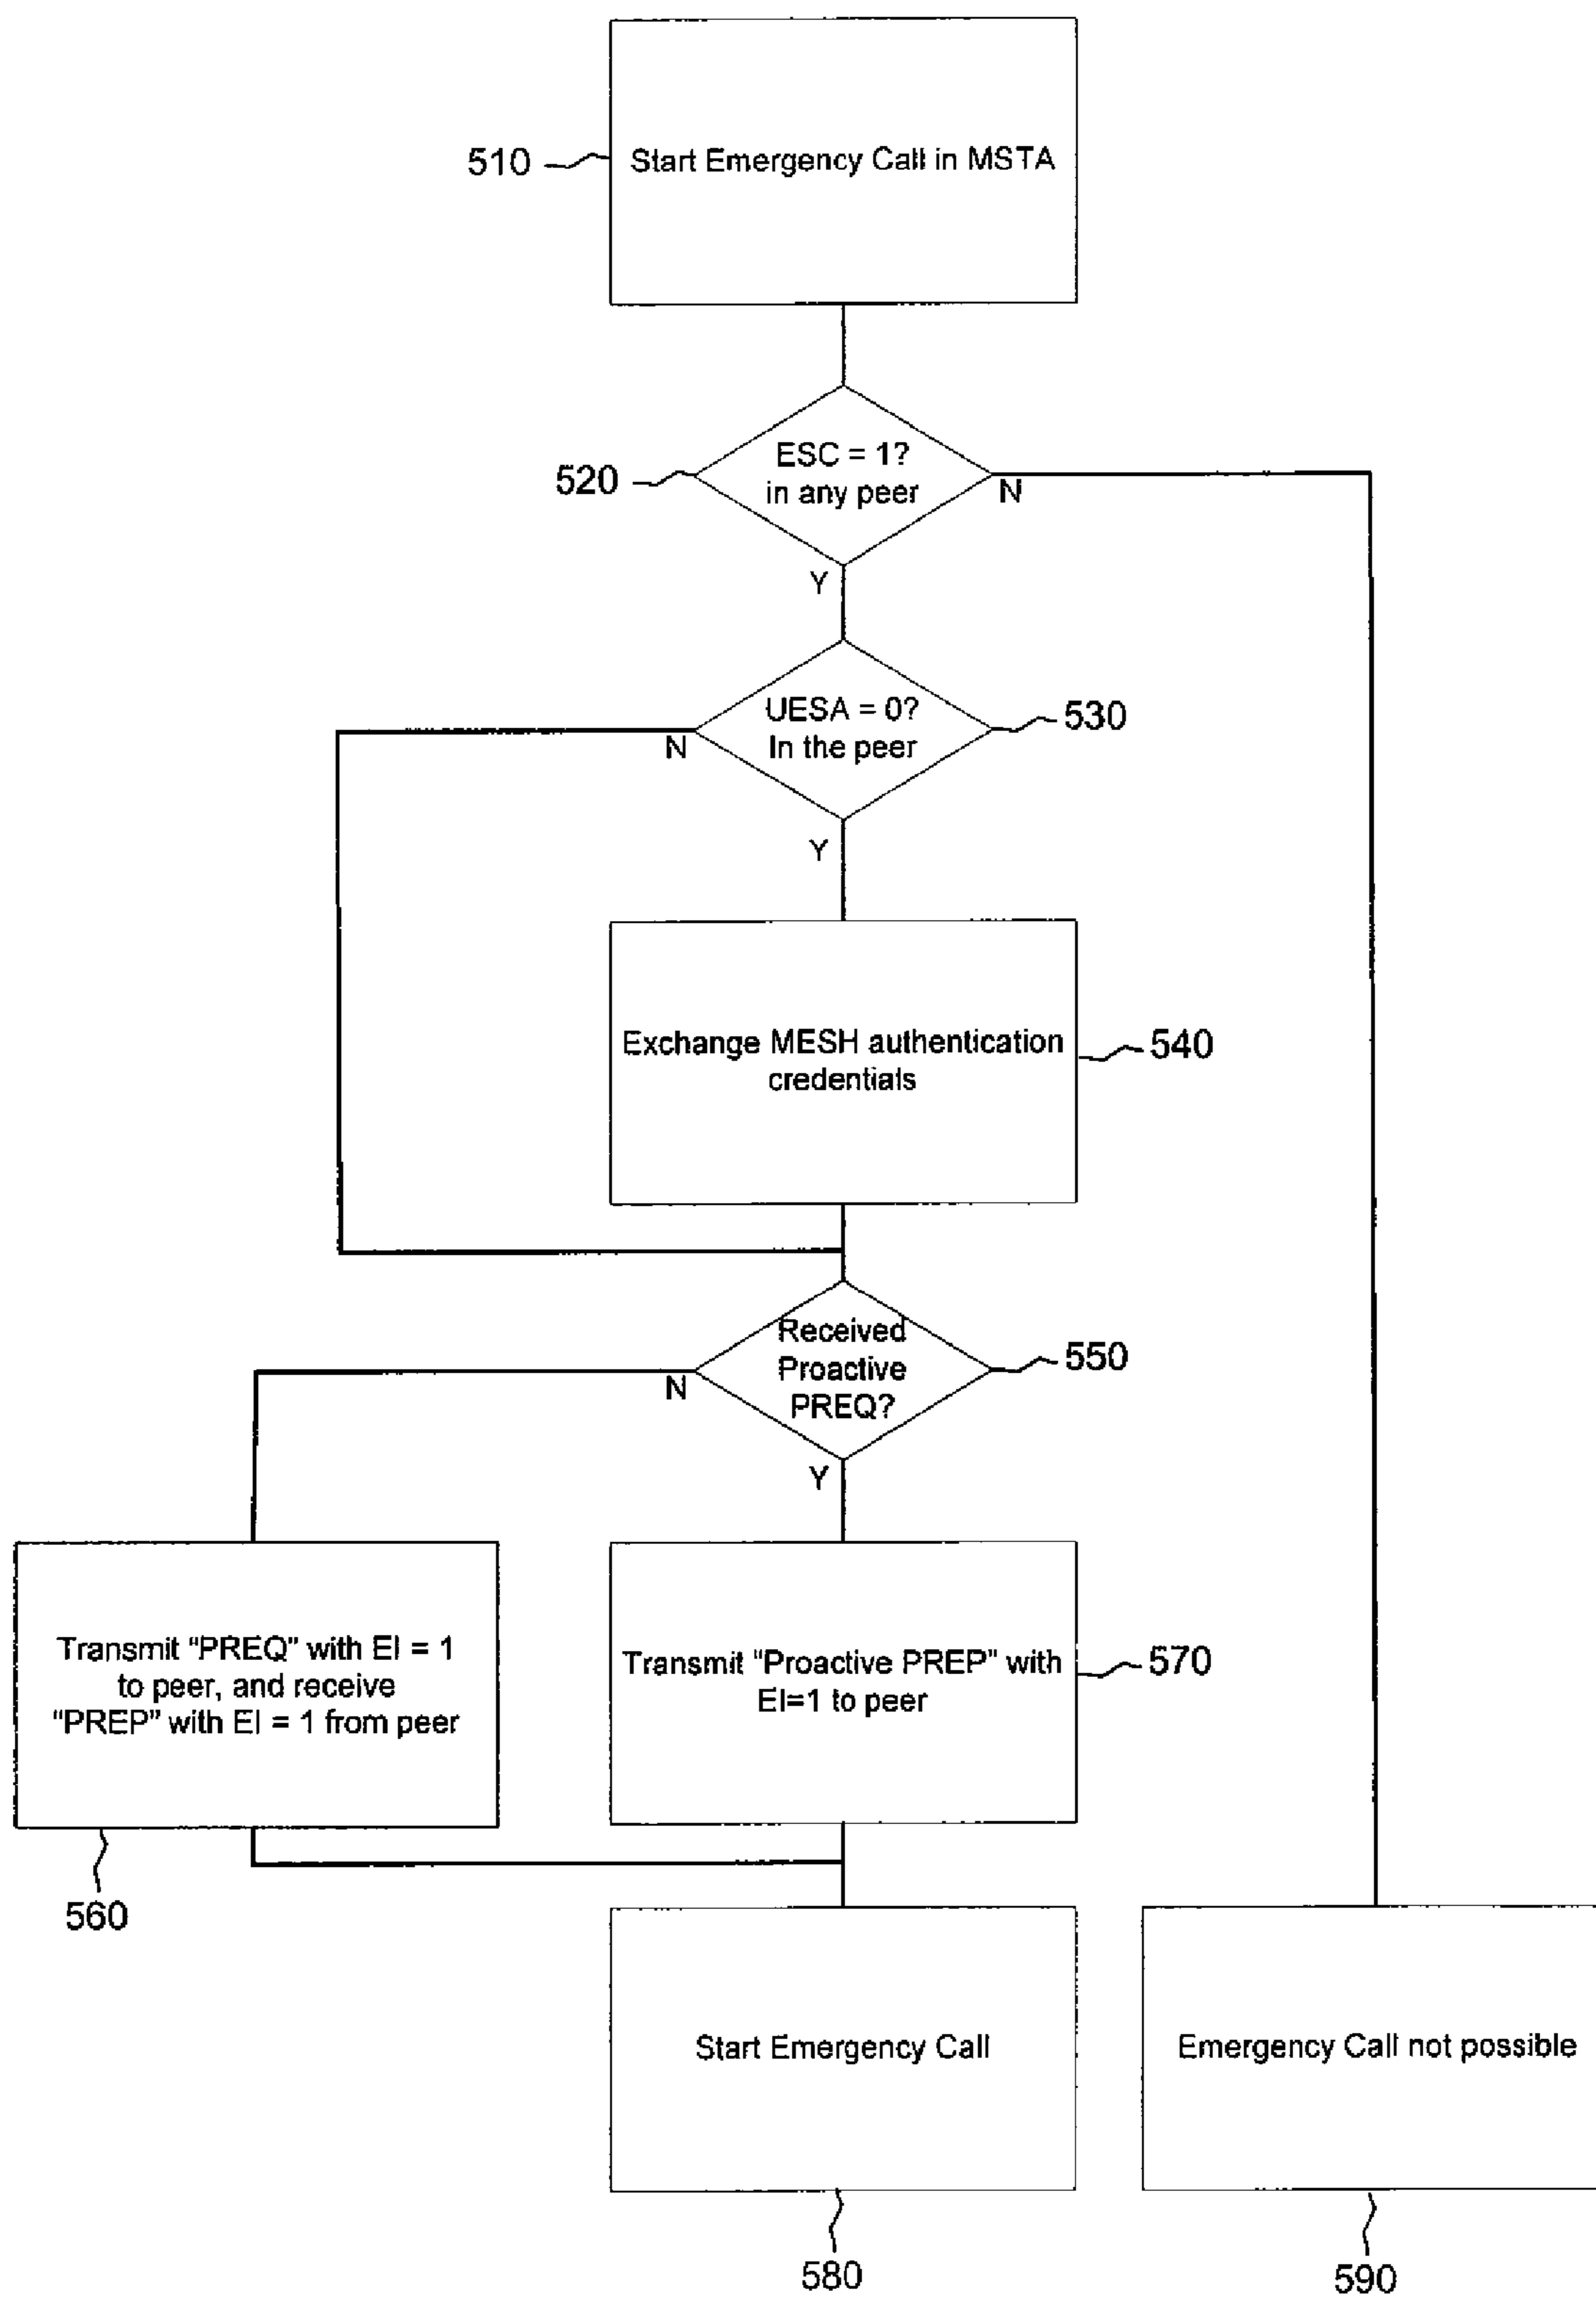 510
Start Emergency Call in MSTA
520
ESC = 1?
in any peer
N
Y
UESA = 0?
In the peer
530
N
Y
Exchange MESH authentication
credentials
540
Received
Proactive
PREQ?
550
N
Y
Transmit “PREQ” with EI = 1
to peer, and receive
“PREP” with EI = 1 from peer
560
Transmit “Proactive PREP” with
EI=1 to peer
570
Start Emergency Call
580
Emergency Call not possible
590